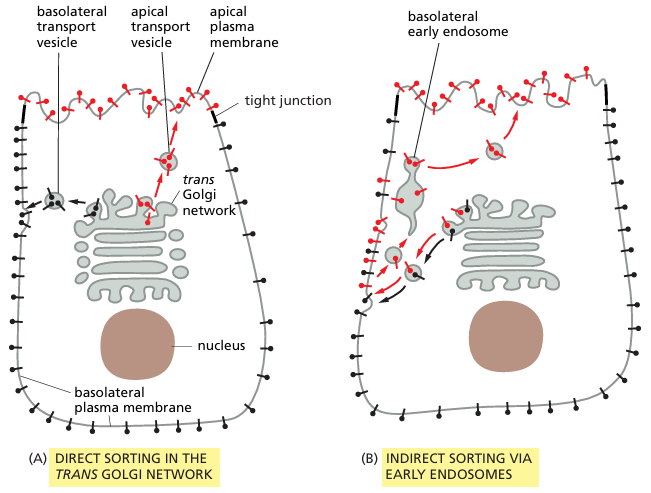 basolateral
transport
vesicle
apical
transport
vesicle
apical
plasma
membrane
tight junction
trans
Golgi
network
nucleus
basolateral
plasma membrane
(A) DIRECT SORTING IN THE
TRANS GOLGI NETWORK
basolateral
early endosome
(B) INDIRECT SORTING VIA
EARLY ENDOSOMES